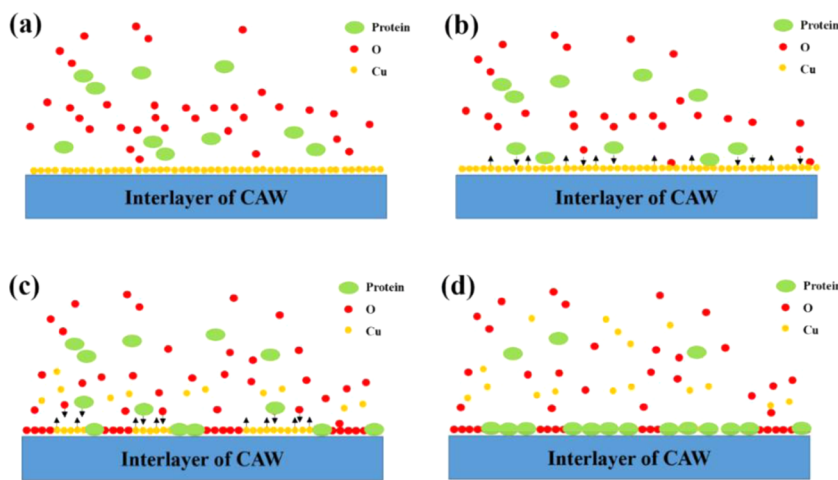 (a)
Protein
O
Cu
Interlayer of CAW
(b)
Protein
O
Cu
Interlayer of CAW
(c)
Protein
O
Cu
Interlayer of CAW
(d)
Protein
O
Cu
Interlayer of CAW